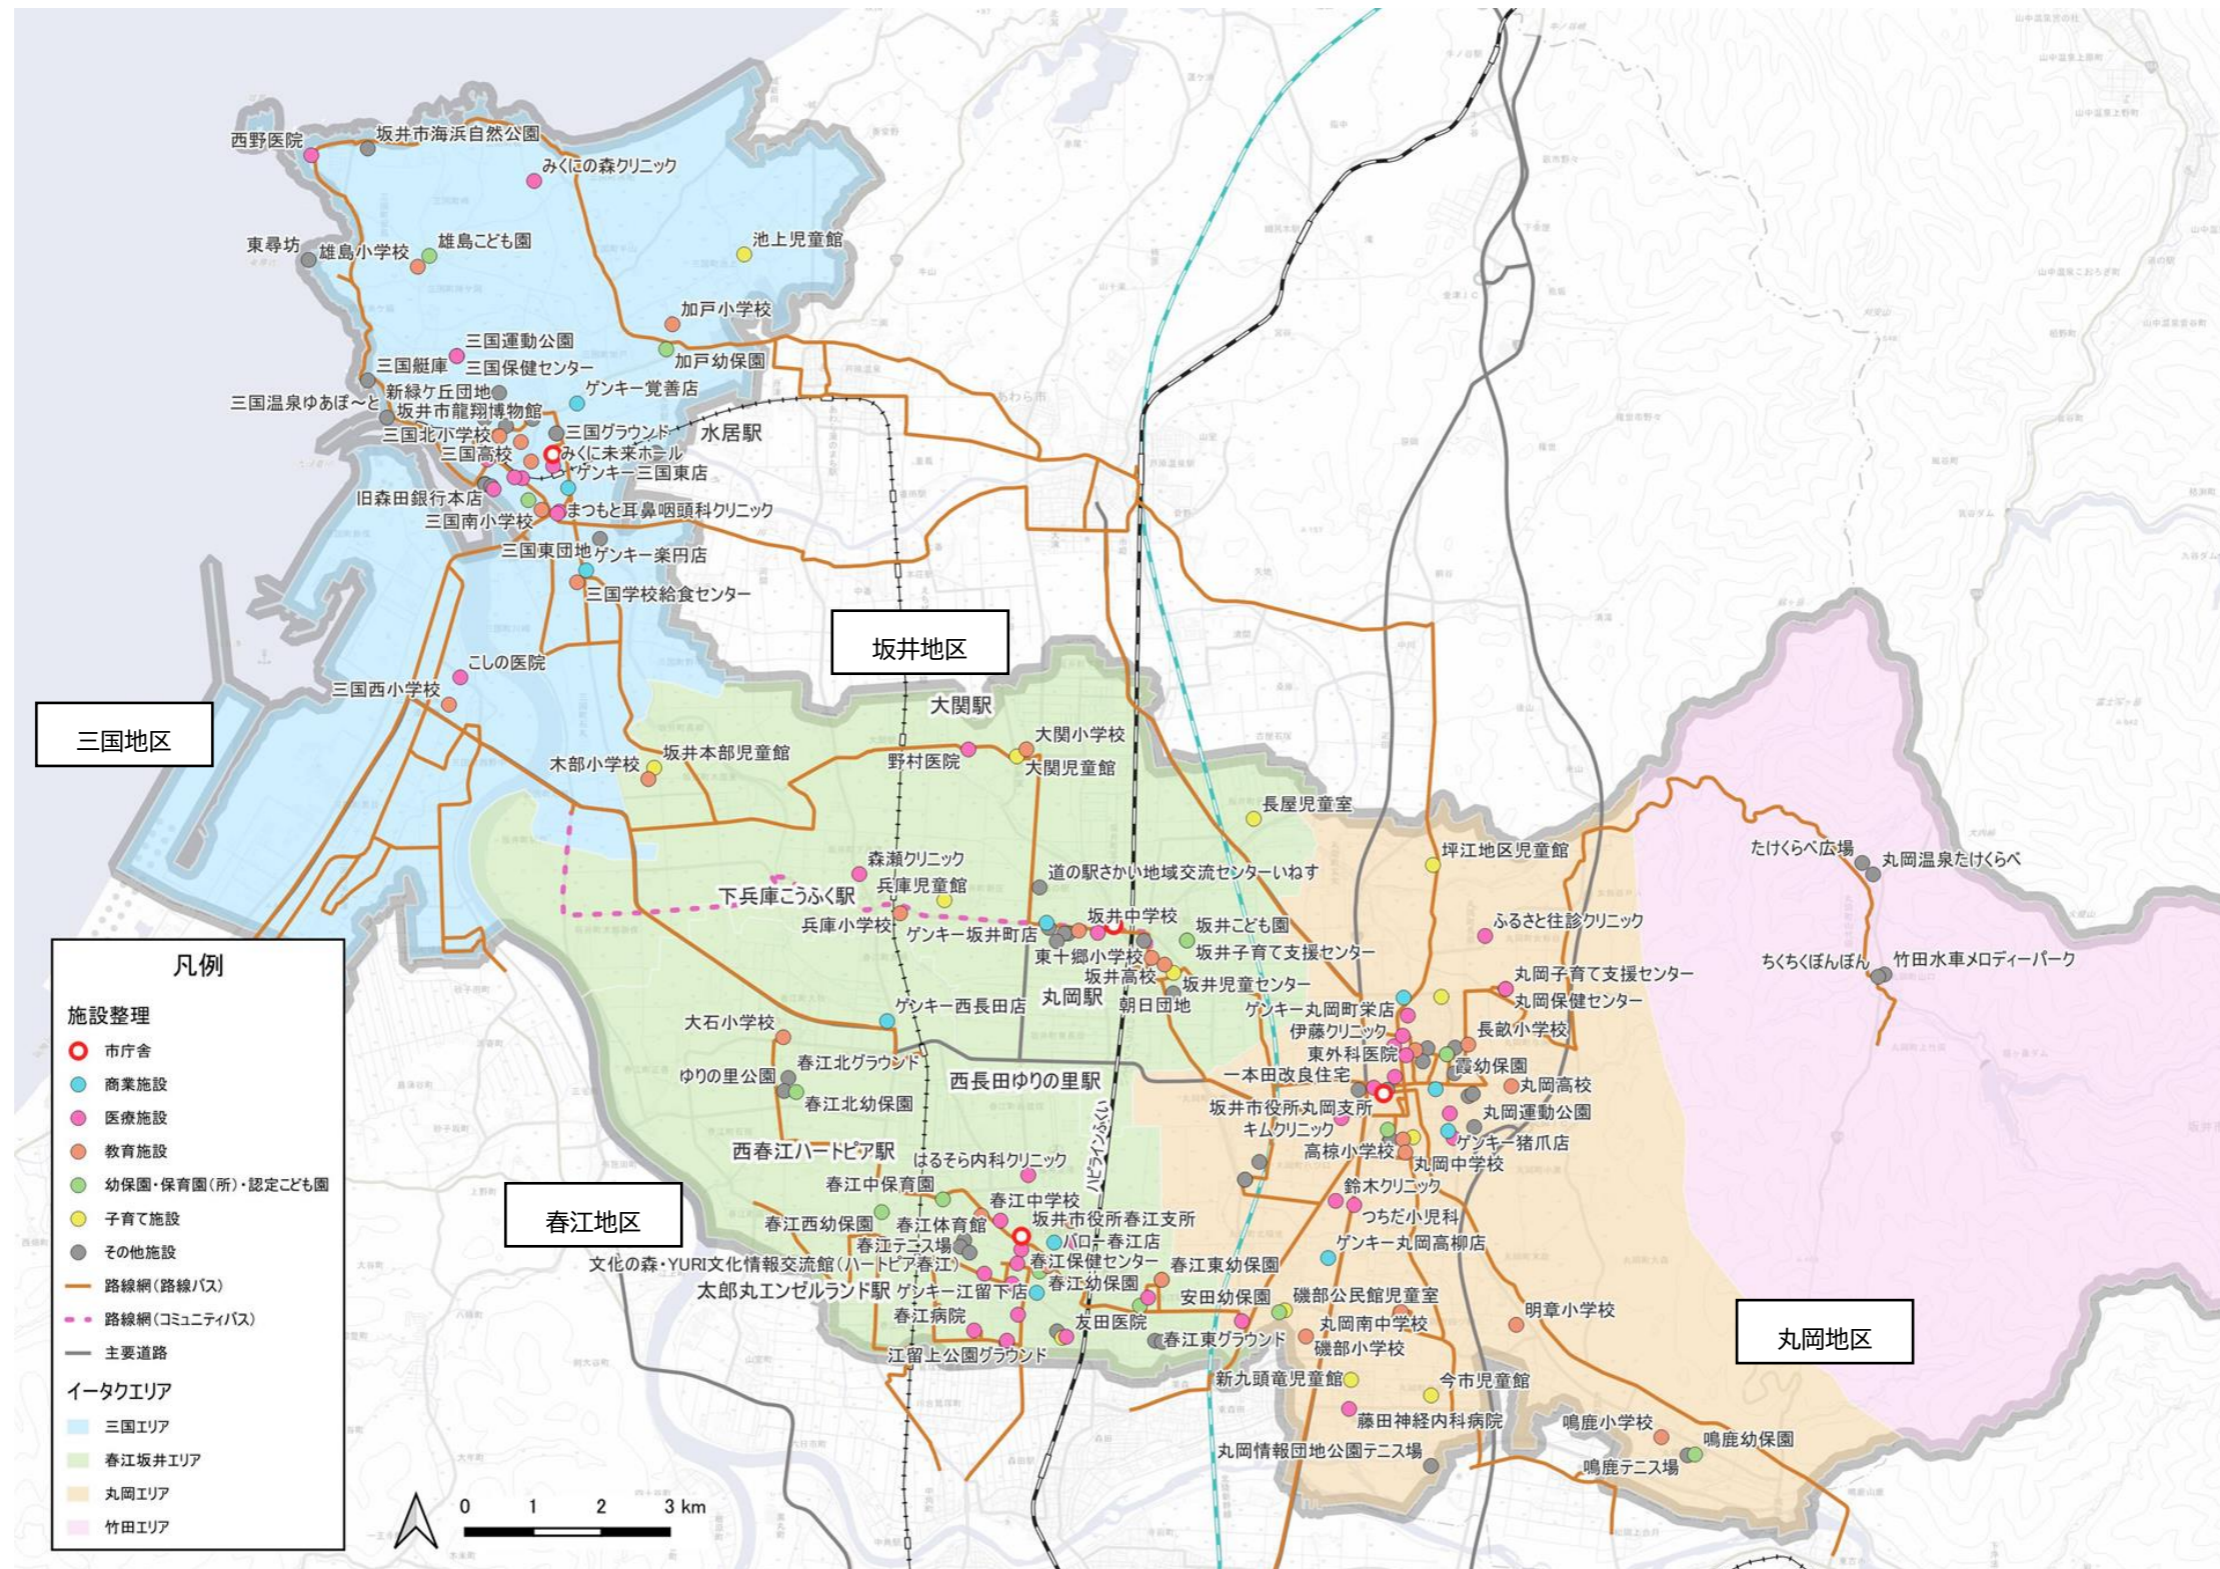 西野医院
坂井市海浜自然公園
みくにの森クリニック
東尋坊
雄島小学校
雄島こども園
池上児童館
加戸小学校
加戸幼保園
三国運動公園
三国艇庫
三国保健センター
新緑ケ丘団地
ゲンキー覚善店
三国温泉ゆあぽ～と
坂井市龍翔博物館
三国北小学校
三国グラウンド
水居駅
三国高校
みくに未来ホール
ゲンキー三国東店
旧森田銀行本店
まつもと耳鼻咽頭科クリニック
三国南小学校
三国東団地
ゲンキー楽円店
三国学校給食センター
坂井地区
こしの医院
三国西小学校
三国地区
大関駅
大関小学校
野村医院
大関児童館
坂井本部児童館
木部小学校
長屋児童室
坪江地区児童館
森瀬クリニック
道の駅さかい地域交流センターいねす
下兵庫こうふく駅
兵庫児童館
兵庫小学校
ゲンキー坂井町店
坂井中学校
坂井こども園
東十郷小学校
坂井子育て支援センター
坂井高校
坂井児童センター
丸岡駅
朝日団地
たけくらべ広場
丸岡温泉たけくらべ
ふるさと往診クリニック
ちくちくぼんぼん
竹田水車メロディーパーク
丸岡子育て支援センター
丸岡保健センター
ゲンキー丸岡町栄店
伊藤クリニック
長畝小学校
東外科医院
霞幼保園
一本田改良住宅
丸岡高校
坂井市役所丸岡支所
丸岡運動公園
キムクリニック
ゲンキー猪爪店
高椋小学校
丸岡中学校
ゲンキー西長田店
大石小学校
春江北グラウンド
ゆりの里公園
西長田ゆりの里駅
春江北幼保園
ハピラインふくい
西春江ハートピア駅
はるそら内科クリニック
春江中保育園
鈴木クリニック
つちだ小児科
春江地区
春江中学校
春江西幼保園
春江体育館
坂井市役所春江支所
春江テニス場
バロー春江店
文化の森・YURI文化情報交流館（ハートピア春江）
春江保健センター
ゲンキー丸岡高柳店
太郎丸エンゼルランド駅
ゲンキー江留下店
春江幼保園
春江東幼保園
安田幼保園
磯部公民館児童室
明章小学校
春江病院
友田医院
丸岡南中学校
丸岡地区
江留上公園グラウンド
春江東グラウンド
磯部小学校
新九頭竜児童館
今市児童館
藤田神経内科病院
鳴鹿小学校
丸岡情報団地公園テニス場
鳴鹿幼保園
鳴鹿テニス場
凡例
施設整理
市庁舎
商業施設
医療施設
教育施設
幼保園・保育園（所）・認定こども園
子育て施設
その他施設
路線網（路線バス）
路線網（コミュニティバス）
主要道路
イータクエリア
三国エリア
春江坂井エリア
丸岡エリア
竹田エリア
0 1 2 3 km